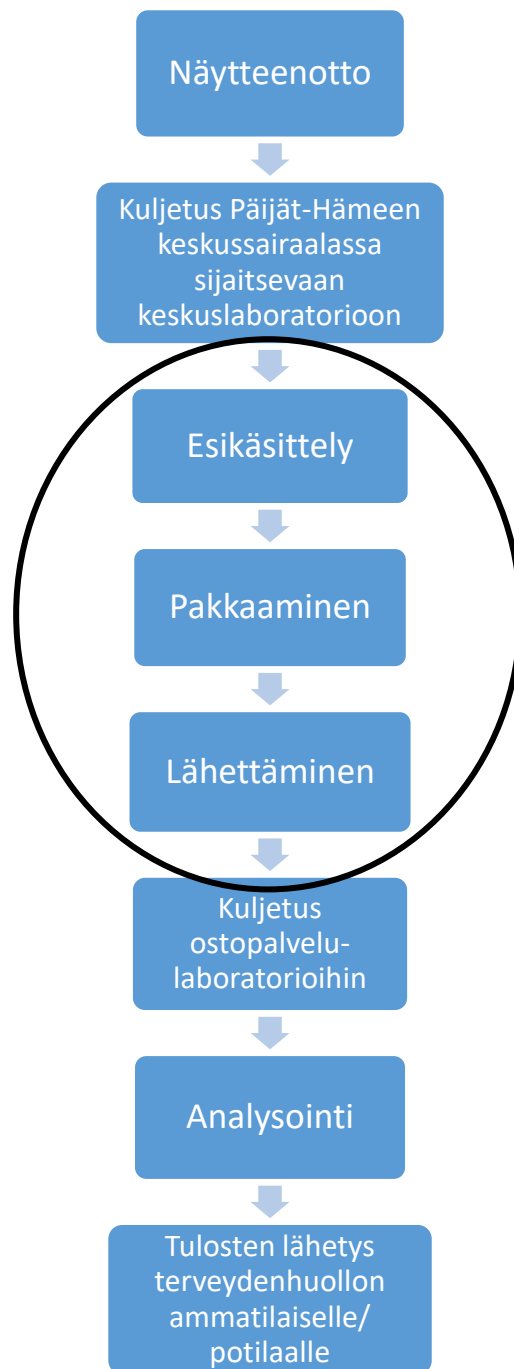 Näytteenotto
Kuljetus Päijät-Hämeen
keskussairaalassa
sijaitsevaan
keskuslaboratorioon
Esikäsittely
Pakkaaminen
Lähettäminen
Kuljetus
ostopalvelu-
laboratorioihin
Analysointi
Tulosten lähetys
terveydenhuollon
ammatilaiselle/
potilaalle